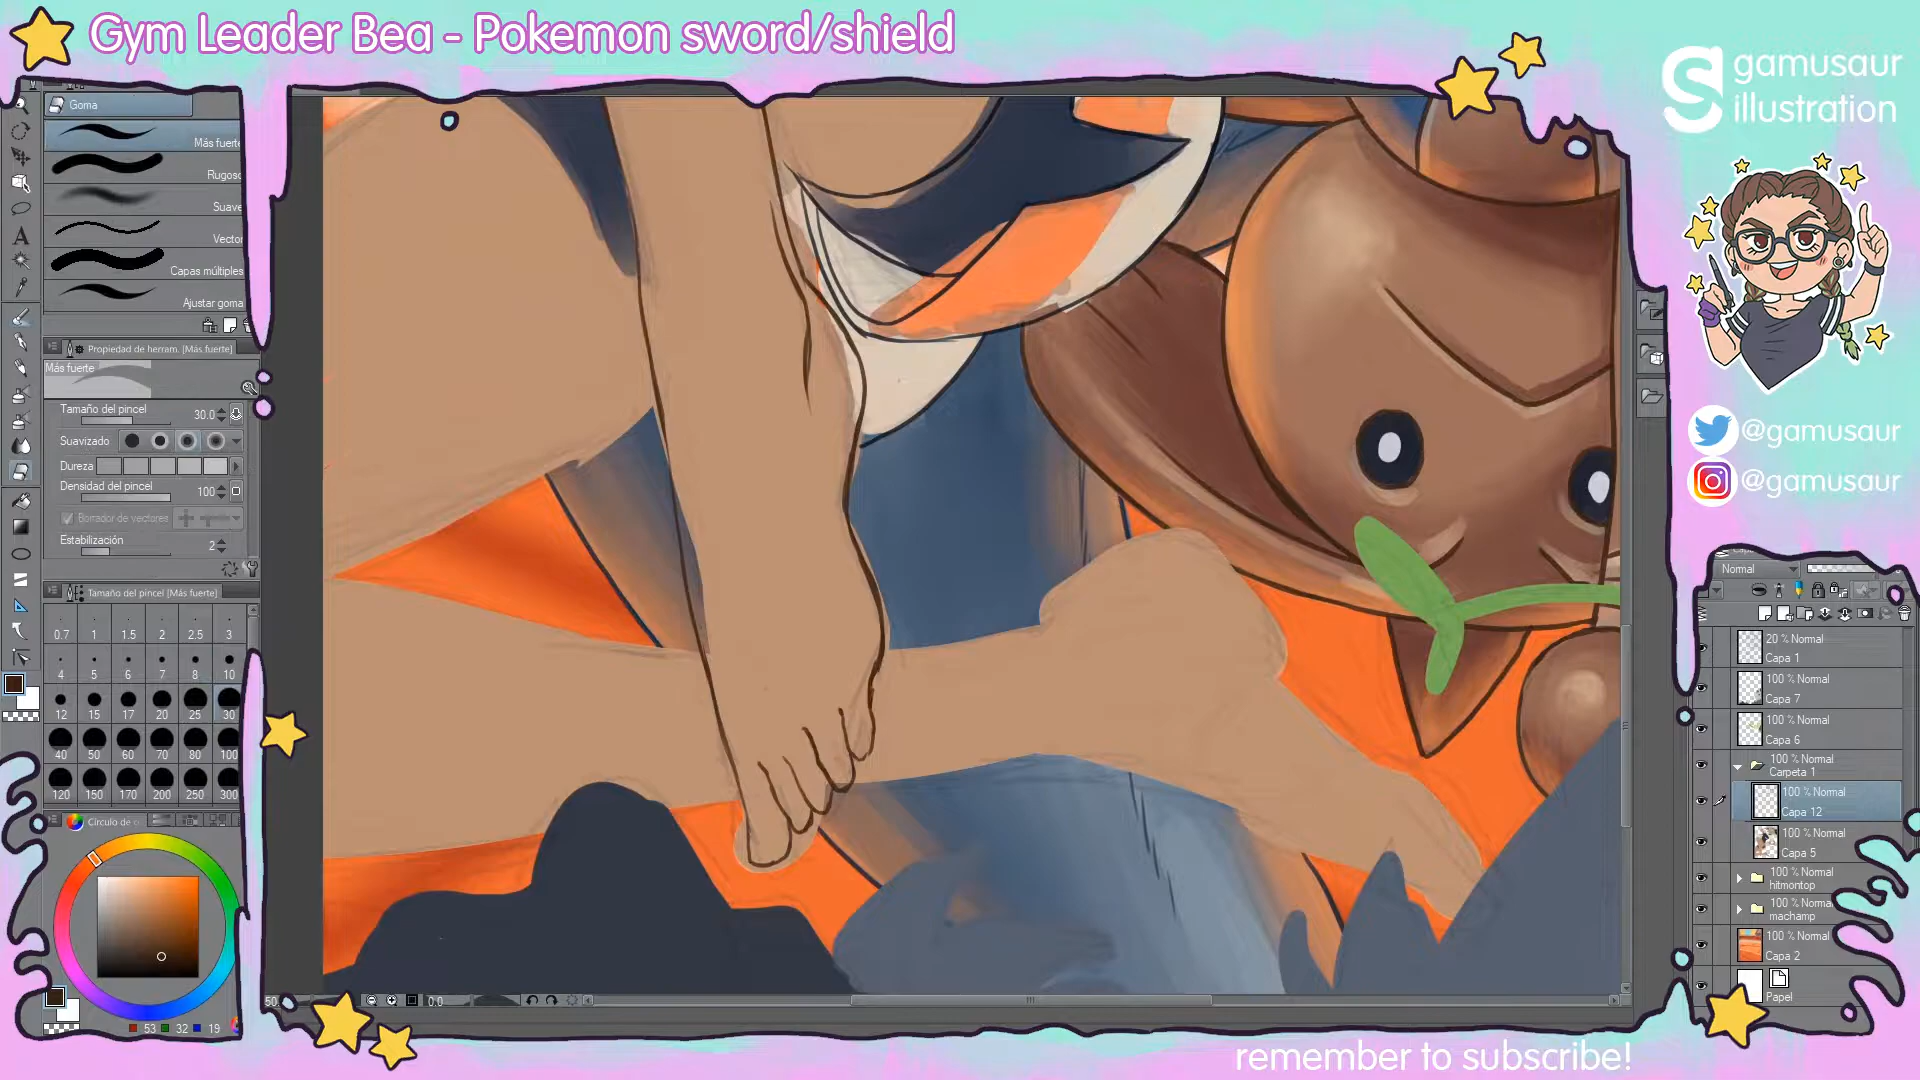 Gym Leader Bea - Pokemon sword/shield
gamusaur
illustration
@gamusaur
@gamusaur
remember to subscribe!
Goma
Más fuerte
Rugoso
Suave
Vector
Capas múltiples
Ajustar goma
Propiedad de herram. [Más fuerte]
Más fuerte
Tamaño del pincel 30.0
Suavizado
Dureza
Densidad del pincel 100
Borrador de vectores
Estabilización 2
Tamaño del pincel [Más fuerte]
0.7 1 1.5 2 2.5 3
4 5 6 7 8 10
12 15 17 20 25 30
40 50 60 70 80 100
120 150 170 200 250 300
Círculo de
53 32 19
0,0
Normal
20 % Normal
Capa 1
100 % Normal
Capa 7
100 % Normal
Capa 6
100 % Normal
Carpeta 1
100 % Normal
Capa 12
100 % Normal
Capa 5
100 % Normal
hitmontop
100 % Normal
machamp
100 % Normal
Capa 2
Papel